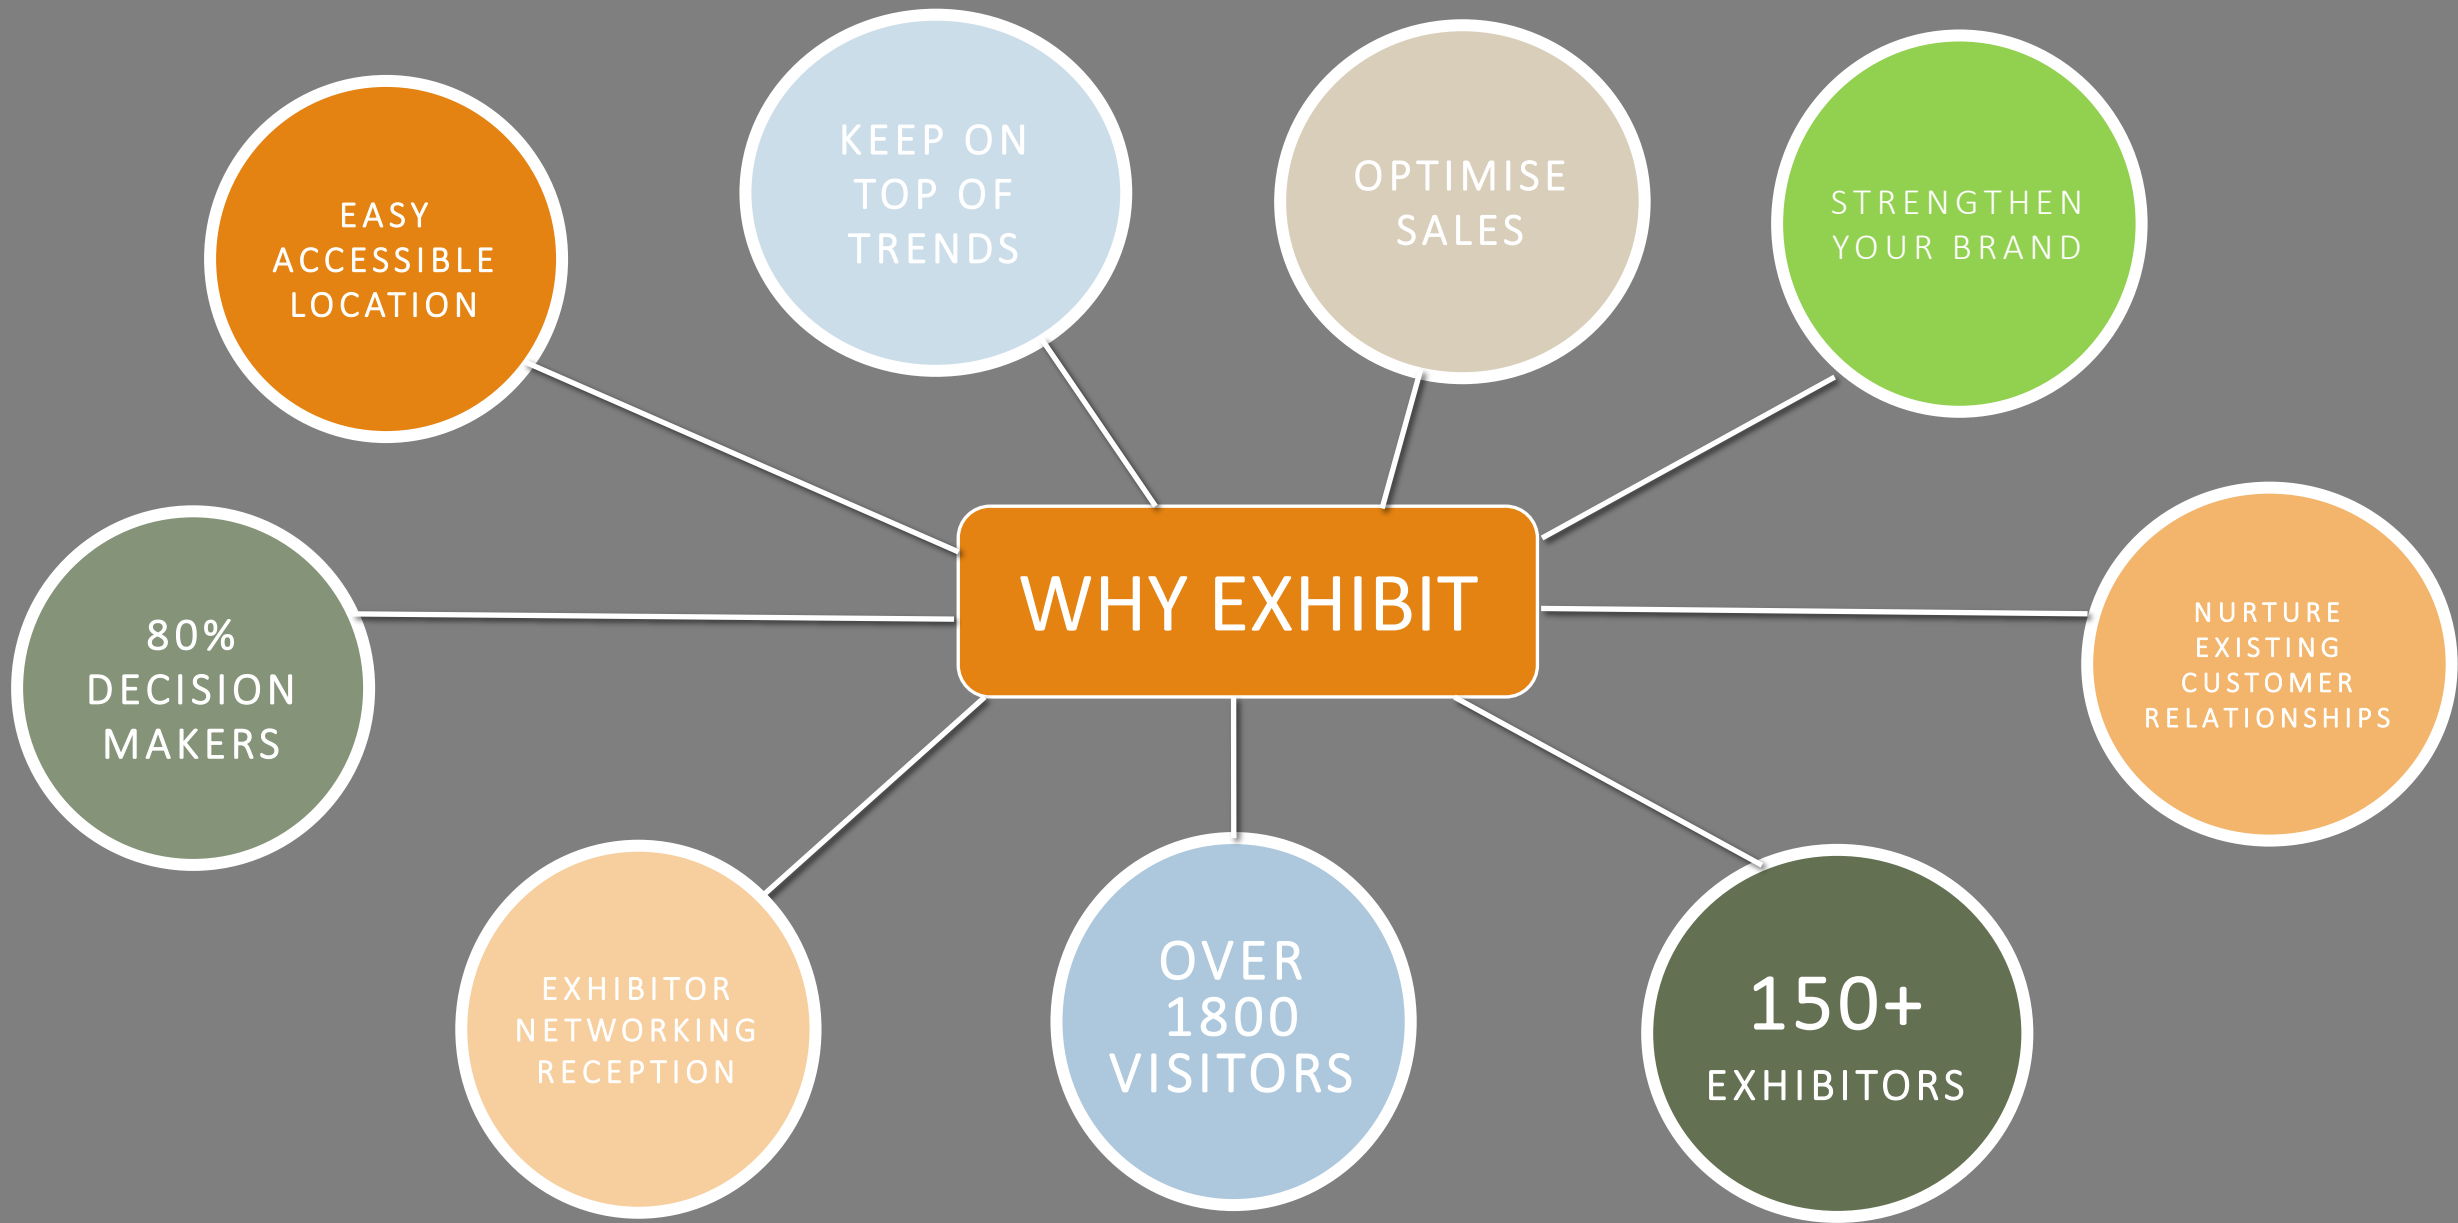 EASY
ACCESSIBLE
LOCATION
KEEP ON
TOP OF
TRENDS
OPTIMISE
SALES
STRENGTHEN
YOUR BRAND
WHY EXHIBIT
80%
DECISION
MAKERS
NURTURE
EXISTING
CUSTOMER
RELATIONSHIPS
EXHIBITOR
NETWORKING
RECEPTION
OVER
1800
VISITORS
150+
EXHIBITORS